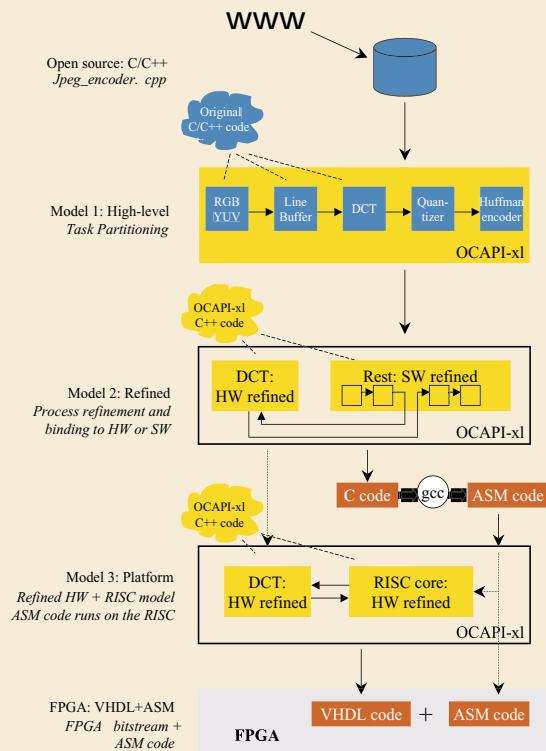 WWW
Open source: C/C++
Jpeg_encoder. cpp
Original
C/C++ code
RGB
YUV
Line
Buffer
DCT
Quan-
tizer
Huffman
encoder
Model 1: High-level
Task Partitioning
OCAPI-xl
OCAPI-xl
C++ code
DCT:
HW refined
Rest: SW refined
Model 2: Refined
Process refinement and
binding to HW or SW
OCAPI-xl
C code
gcc
ASM code
OCAPI-xl
C++ code
Model 3: Platform
Refined HW + RISC model
ASM code runs on the RISC
DCT:
HW refined
RISC core:
HW refined
OCAPI-xl
FPGA: VHDL+ASM
FPGA bitstream +
ASM code
FPGA
VHDL code + ASM code